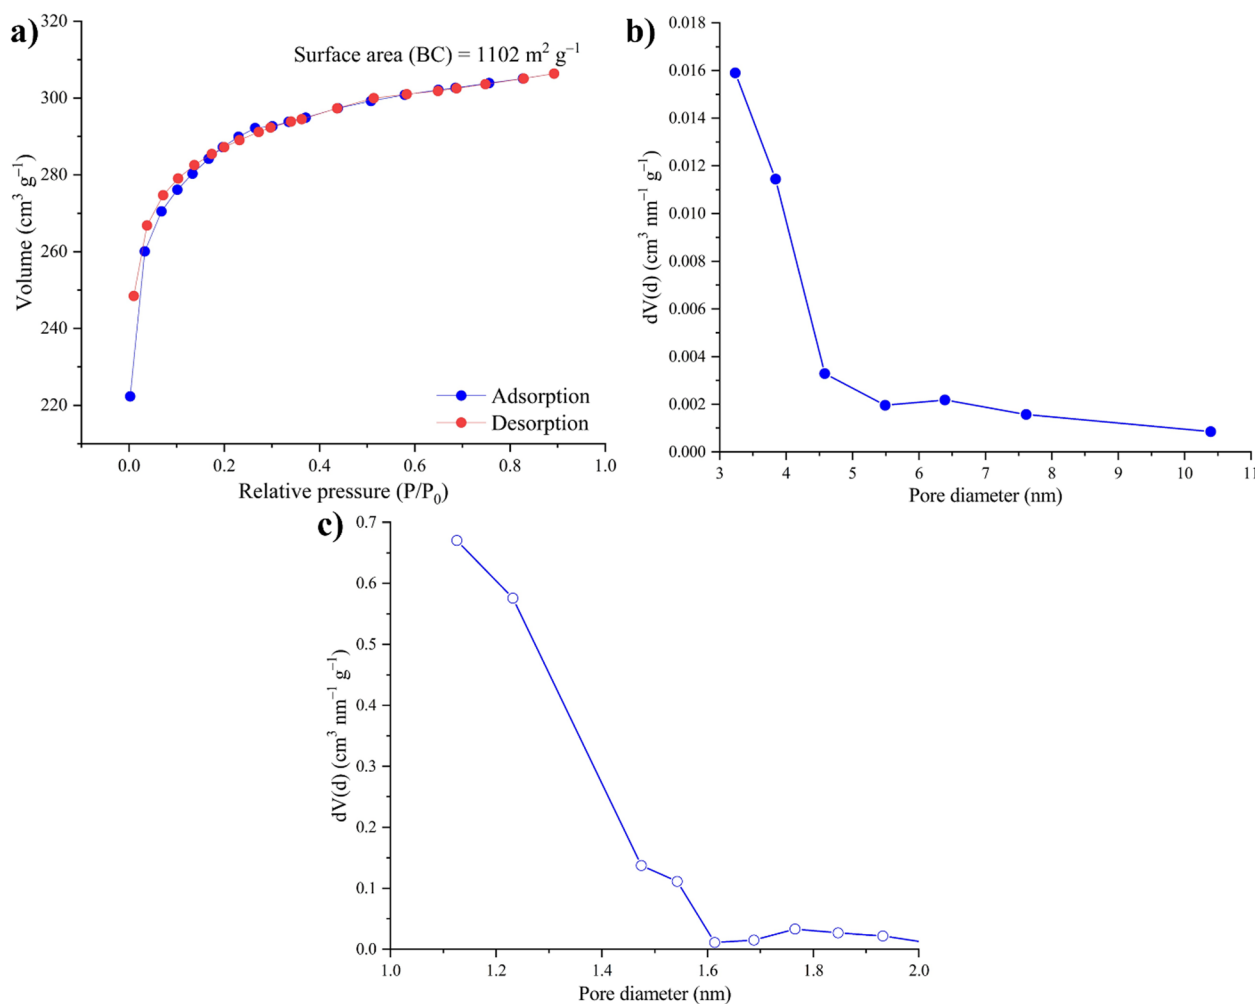 a)
Surface area (BC) = 1102 m² g⁻¹
320
300
280
260
240
220
Volume (cm³ g⁻¹)
Adsorption
Desorption
0.0 0.2 0.4 0.6 0.8 1.0
Relative pressure (P/P₀)
b)
0.018
0.016
0.014
0.012
0.010
0.008
0.006
0.004
0.002
0.000
dV(d) (cm³ nm⁻¹ g⁻¹)
3 4 5 6 7 8 9 10 11
Pore diameter (nm)
c)
0.7
0.6
0.5
0.4
0.3
0.2
0.1
0.0
dV(d) (cm³ nm⁻¹ g⁻¹)
1.0 1.2 1.4 1.6 1.8 2.0
Pore diameter (nm)